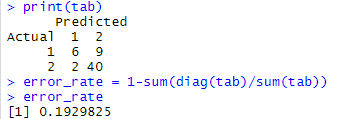 > print(tab)
Predicted
Actual 1 2
1 6 9
2 2 40
> error_rate = 1-sum(diag(tab)/sum(tab))
> error_rate
[1] 0.1929825